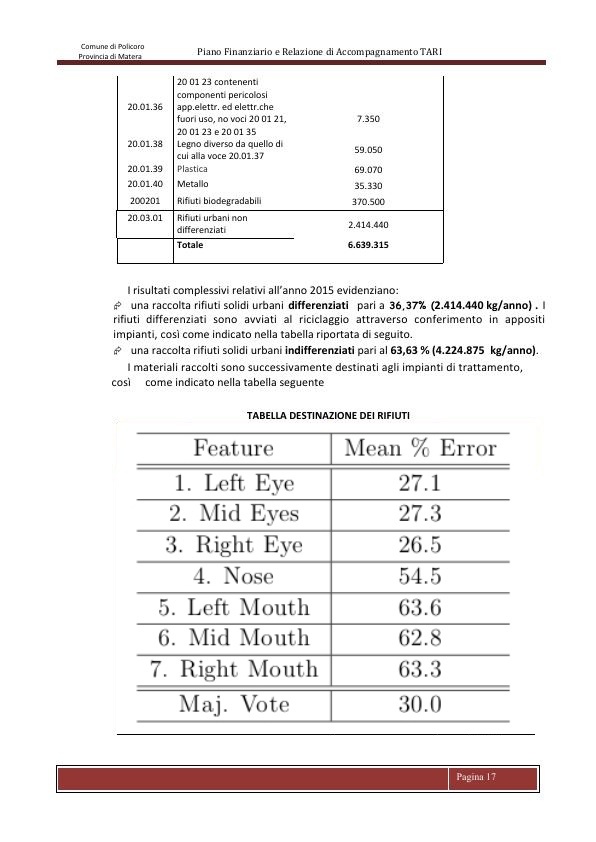 Comune di Policoro
Provincia di Matera
Piano Finanziario e Relazione di Accompagnamento TARI
20 01 23 contenenti
componenti pericolosi
20.01.36 app.elettr. ed elettr.che
fuori uso, no voci 20 01 21, 7.350
20 01 23 e 20 01 35
20.01.38 Legno diverso da quello di
cui alla voce 20.01.37 59.050
20.01.39 Plastica 69.070
20.01.40 Metallo 35.330
200201 Rifiuti biodegradabili 370.500
20.03.01 Rifiuti urbani non
differenziati 2.414.440
Totale 6.639.315
I risultati complessivi relativi all'anno 2015 evidenziano:
una raccolta rifiuti solidi urbani differenziati pari a 36,37% (2.414.440 kg/anno) . I
rifiuti differenziati sono avviati al riciclaggio attraverso conferimento in appositi
impianti, così come indicato nella tabella riportata di seguito.
una raccolta rifiuti solidi urbani indifferenziati pari al 63,63 % (4.224.875 kg/anno).
I materiali raccolti sono successivamente destinati agli impianti di trattamento,
così come indicato nella tabella seguente
TABELLA DESTINAZIONE DEI RIFIUTI
Feature Mean % Error
1. Left Eye 27.1
2. Mid Eyes 27.3
3. Right Eye 26.5
4. Nose 54.5
5. Left Mouth 63.6
6. Mid Mouth 62.8
7. Right Mouth 63.3
Maj. Vote 30.0
Pagina 17